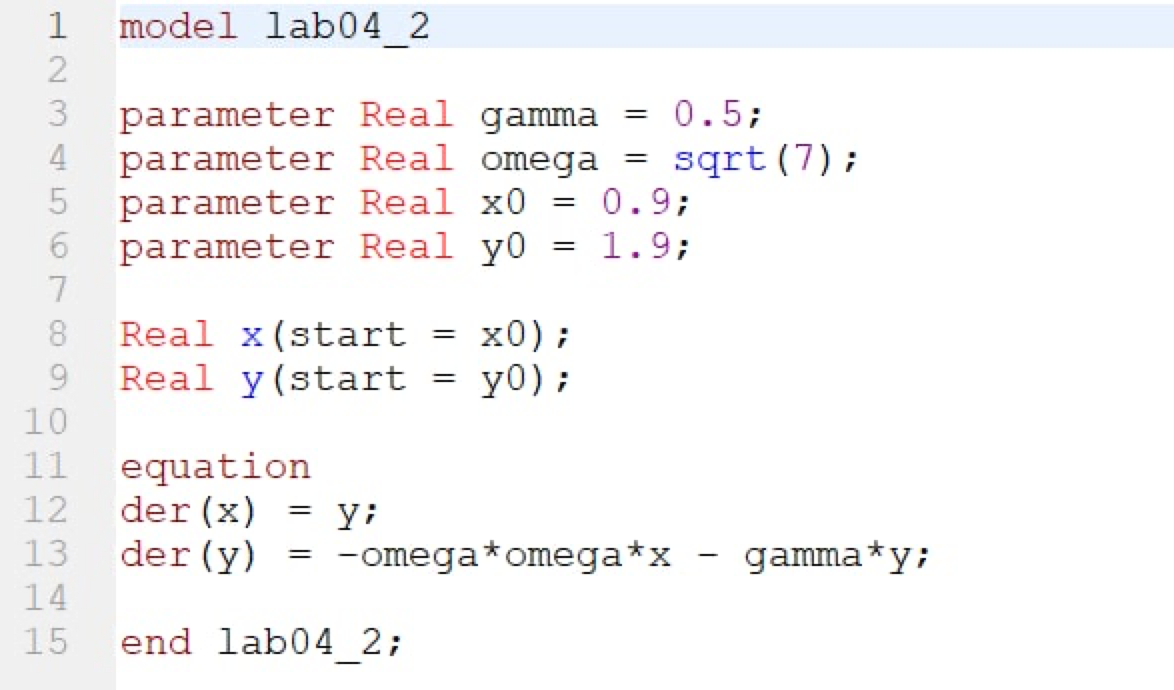 1 model lab04_2
2
3 parameter Real gamma = 0.5;
4 parameter Real omega = sqrt(7);
5 parameter Real x0 = 0.9;
6 parameter Real y0 = 1.9;
7
8 Real x(start = x0);
9 Real y(start = y0);
10
11 equation
12 der(x) = y;
13 der(y) = -omega*omega*x - gamma*y;
14
15 end lab04_2;